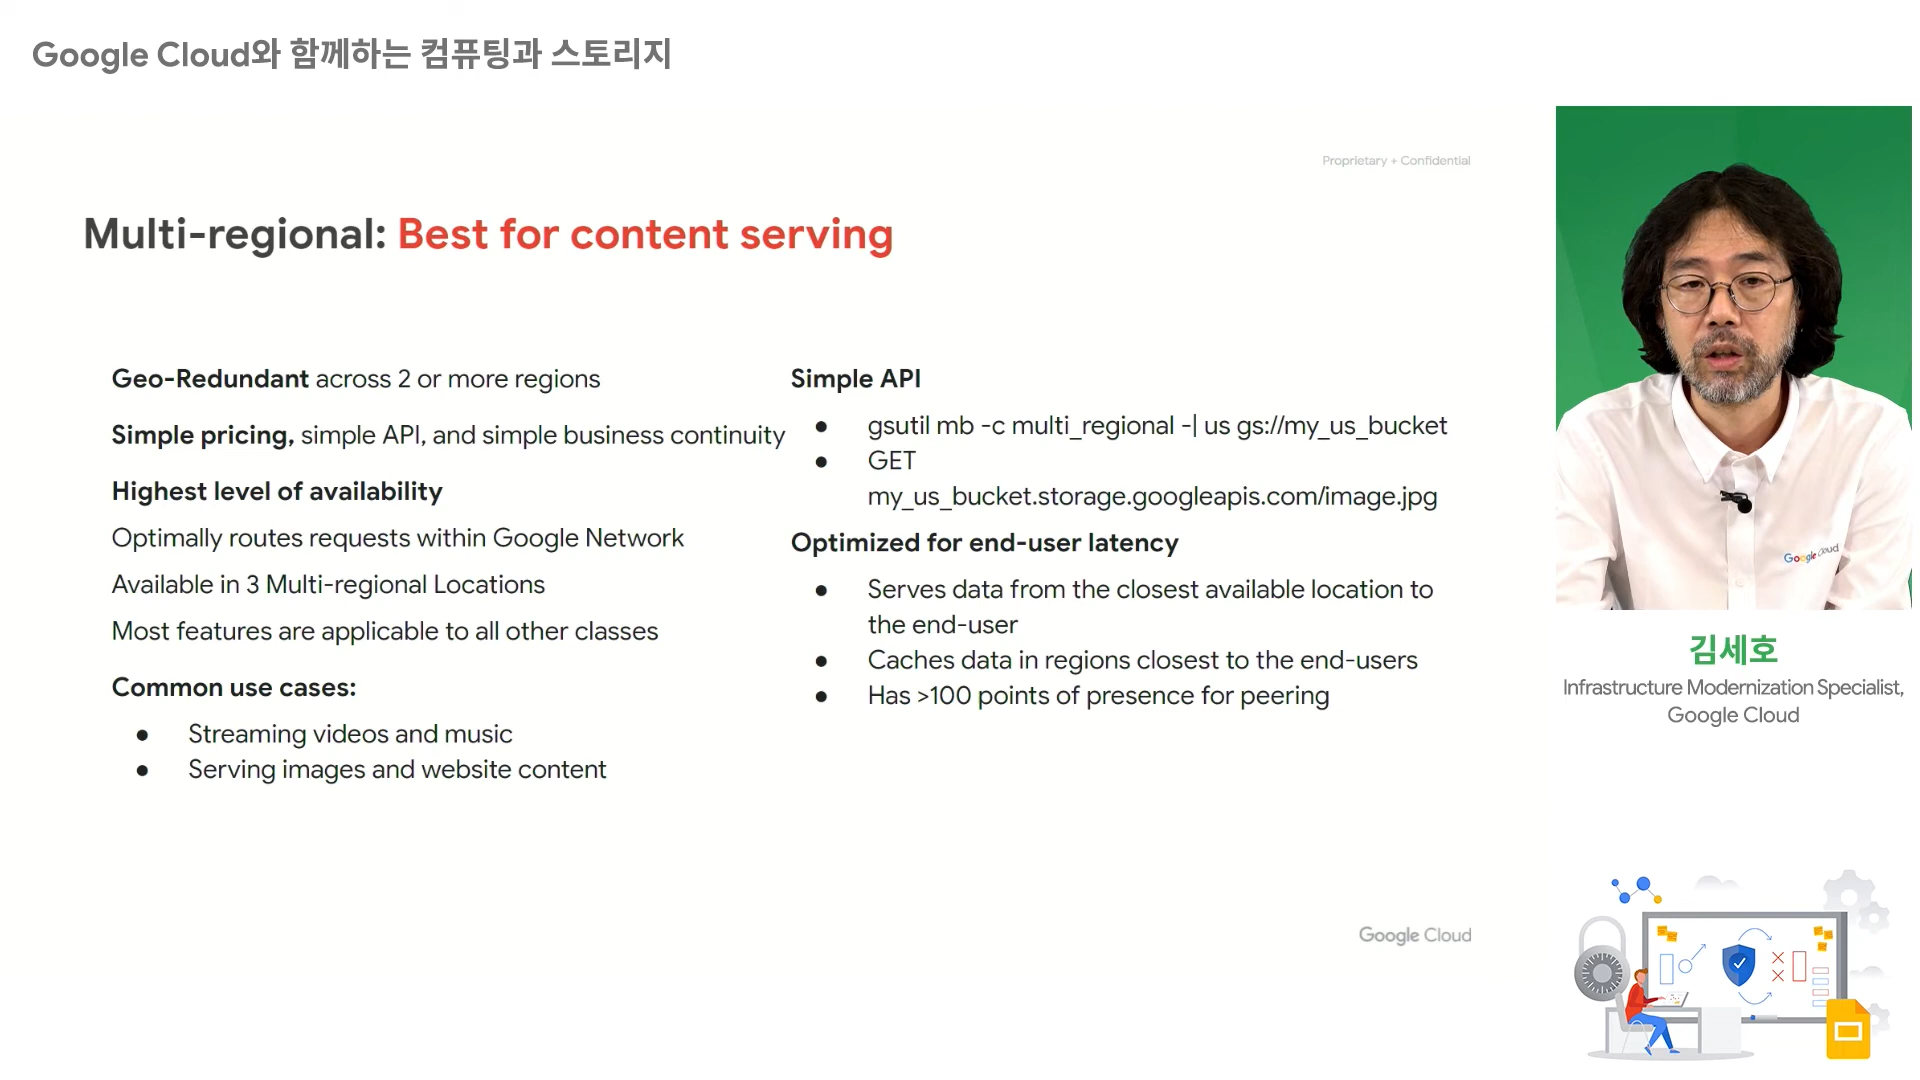 Google Cloud와 함께하는 컴퓨팅과 스토리지
Proprietary + Confidential
Multi-regional: Best for content serving
Geo-Redundant across 2 or more regions
Simple pricing, simple API, and simple business continuity
Highest level of availability
Optimally routes requests within Google Network
Available in 3 Multi-regional Locations
Most features are applicable to all other classes
Common use cases:
● Streaming videos and music
● Serving images and website content
Simple API
● gsutil mb -c multi_regional -| us gs://my_us_bucket
● GET
my_us_bucket.storage.googleapis.com/image.jpg
Optimized for end-user latency
● Serves data from the closest available location to
the end-user
● Caches data in regions closest to the end-users
● Has >100 points of presence for peering
Google Cloud
Google Cloud
김세호
Infrastructure Modernization Specialist,
Google Cloud